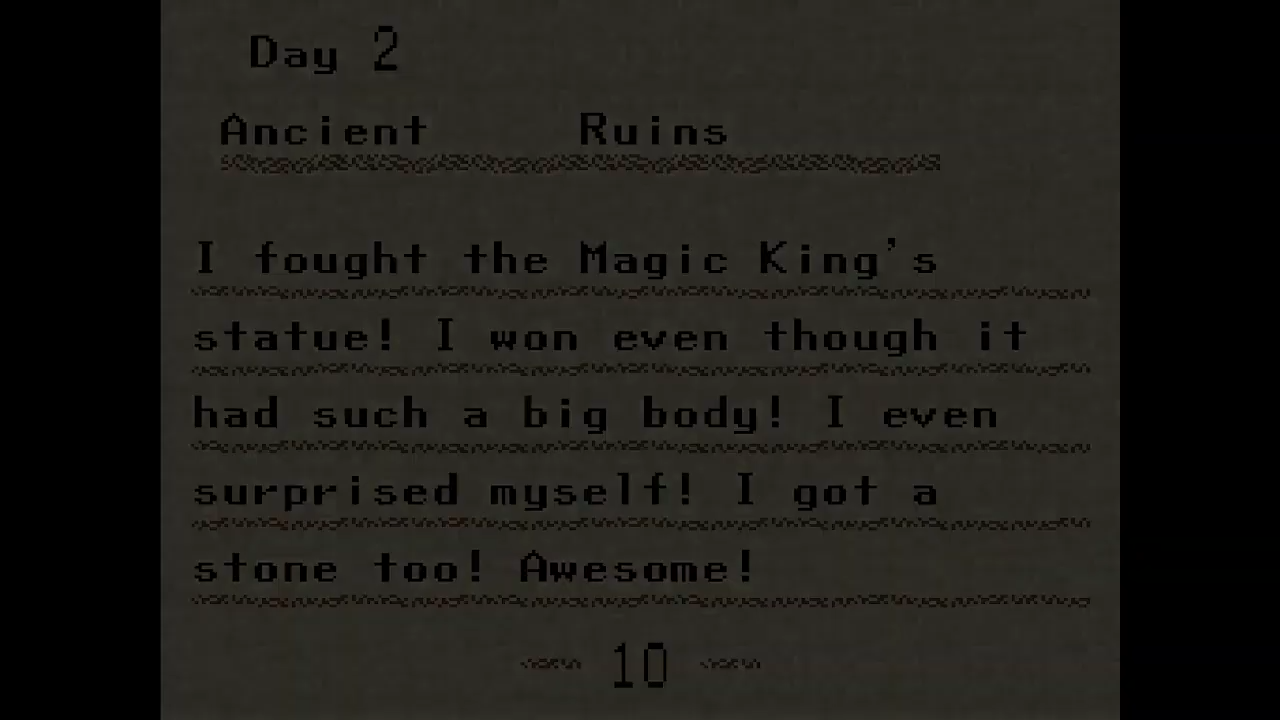 Day 2
Ancient Ruins
I fought the Magic King's
statue! I won even though it
had such a big body! I even
surprised myself! I got a
stone too! Awesome!
10